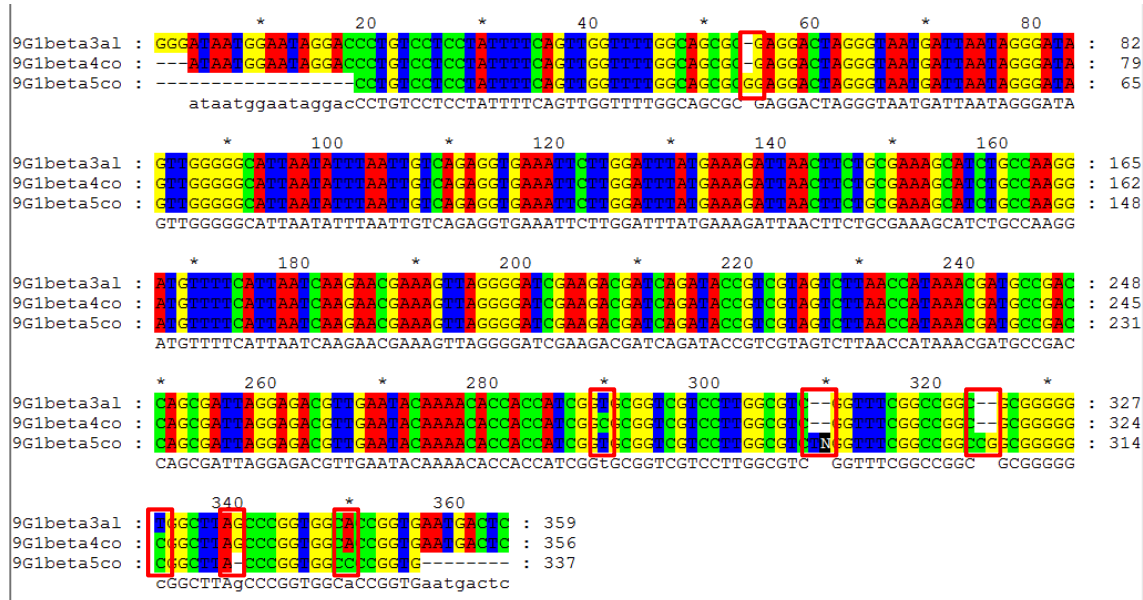 * 20 * 40 * 60 * 80
9G1beta3al : GGGATAATGGAATAGGACCCTGTCCTCCTATTTTCAGTTGGTTTTGGCAGCGC-GAGGACTAGGGTAATGATTAATAGGGATA : 82
9G1beta4co : ---ATAATGGAATAGGACCCTGTCCTCCTATTTTCAGTTGGTTTTGGCAGCGC-GAGGACTAGGGTAATGATTAATAGGGATA : 79
9G1beta5co : ------------------CCTGTCCTCCTATTTTCAGTTGGTTTTGGCAGCGCGGAGGACTAGGGTAATGATTAATAGGGATA : 65
ataatggaataggacCCTGTCCTCCTATTTTCAGTTGGTTTTGGCAGCGC GAGGACTAGGGTAATGATTAATAGGGATA
* 100 * 120 * 140 * 160
9G1beta3al : GTTGGGGGCATTAATATTTAATTGTCAGAGGTGAAATTCTTGGATTTATGAAAGATTAACTTCTGCGAAAGCATCTGCCAAGG : 165
9G1beta4co : GTTGGGGGCATTAATATTTAATTGTCAGAGGTGAAATTCTTGGATTTATGAAAGATTAACTTCTGCGAAAGCATCTGCCAAGG : 162
9G1beta5co : GTTGGGGGCATTAATATTTAATTGTCAGAGGTGAAATTCTTGGATTTATGAAAGATTAACTTCTGCGAAAGCATCTGCCAAGG : 148
GTTGGGGGCATTAATATTTAATTGTCAGAGGTGAAATTCTTGGATTTATGAAAGATTAACTTCTGCGAAAGCATCTGCCAAGG
* 180 * 200 * 220 * 240
9G1beta3al : ATGTTTTCATTAATCAAGAACGAAAGTTAGGGGATCGAAGACGATCAGATACCGTCGTAGTCTTAACCATAAACGATGCCGAC : 248
9G1beta4co : ATGTTTTCATTAATCAAGAACGAAAGTTAGGGGATCGAAGACGATCAGATACCGTCGTAGTCTTAACCATAAACGATGCCGAC : 245
9G1beta5co : ATGTTTTCATTAATCAAGAACGAAAGTTAGGGGATCGAAGACGATCAGATACCGTCGTAGTCTTAACCATAAACGATGCCGAC : 231
ATGTTTTCATTAATCAAGAACGAAAGTTAGGGGATCGAAGACGATCAGATACCGTCGTAGTCTTAACCATAAACGATGCCGAC
* 260 * 280 * 300 * 320 *
9G1beta3al : CAGCGATTAGGAGACGTTGAATACAAAACACCACCATCGGTGCGGTCGTCCTTGGCGTC--GGTTTCGGCCGGC--GCGGGGG : 327
9G1beta4co : CAGCGATTAGGAGACGTTGAATACAAAACACCACCATCGGCGCGGTCGTCCTTGGCGTC--GGTTTCGGCCGGC--GCGGGGG : 324
9G1beta5co : CAGCGATTAGGAGACGTTGAATACAAAACACCACCATCGGTGCGGTCGTCCTTGGCGTCTNGGTTTCGGCCGGCAGGCGGGGG : 314
CAGCGATTAGGAGACGTTGAATACAAAACACCACCATCGGtGCGGTCGTCCTTGGCGTC GGTTTCGGCCGGC GCGGGGG
340 * 360
9G1beta3al : TGGCTTAGCCCGGTGGCACCGGTGAATGACTC : 359
9G1beta4co : CGGCTTAGCCCGGTGGCACCGGTGAATGACTC : 356
9G1beta5co : CGGCTTA-CCCGGTGGCCCCGGTG-------- : 337
cGGCTTAgCCCGGTGGCaCCGGTGaatgactc